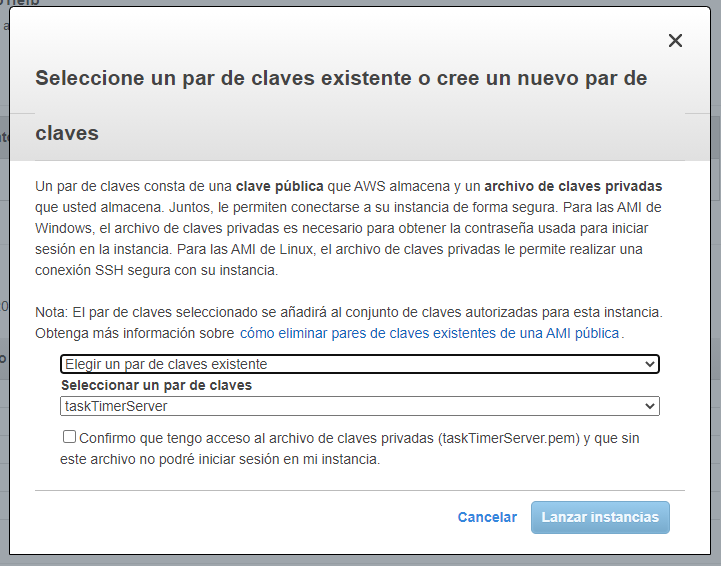 Seleccione un par de claves existente o cree un nuevo par de
claves
Un par de claves consta de una clave pública que AWS almacena y un archivo de claves privadas
que usted almacena. Juntos, le permiten conectarse a su instancia de forma segura. Para las AMI de
Windows, el archivo de claves privadas es necesario para obtener la contraseña usada para iniciar
sesión en la instancia. Para las AMI de Linux, el archivo de claves privadas le permite realizar una
conexión SSH segura con su instancia.
Nota: El par de claves seleccionado se añadirá al conjunto de claves autorizadas para esta instancia.
Obtenga más información sobre cómo eliminar pares de claves existentes de una AMI pública.
Elegir un par de claves existente
Seleccionar un par de claves
taskTimerServer
Confirmo que tengo acceso al archivo de claves privadas (taskTimerServer.pem) y que sin
este archivo no podré iniciar sesión en mi instancia.
Cancelar Lanzar instancias